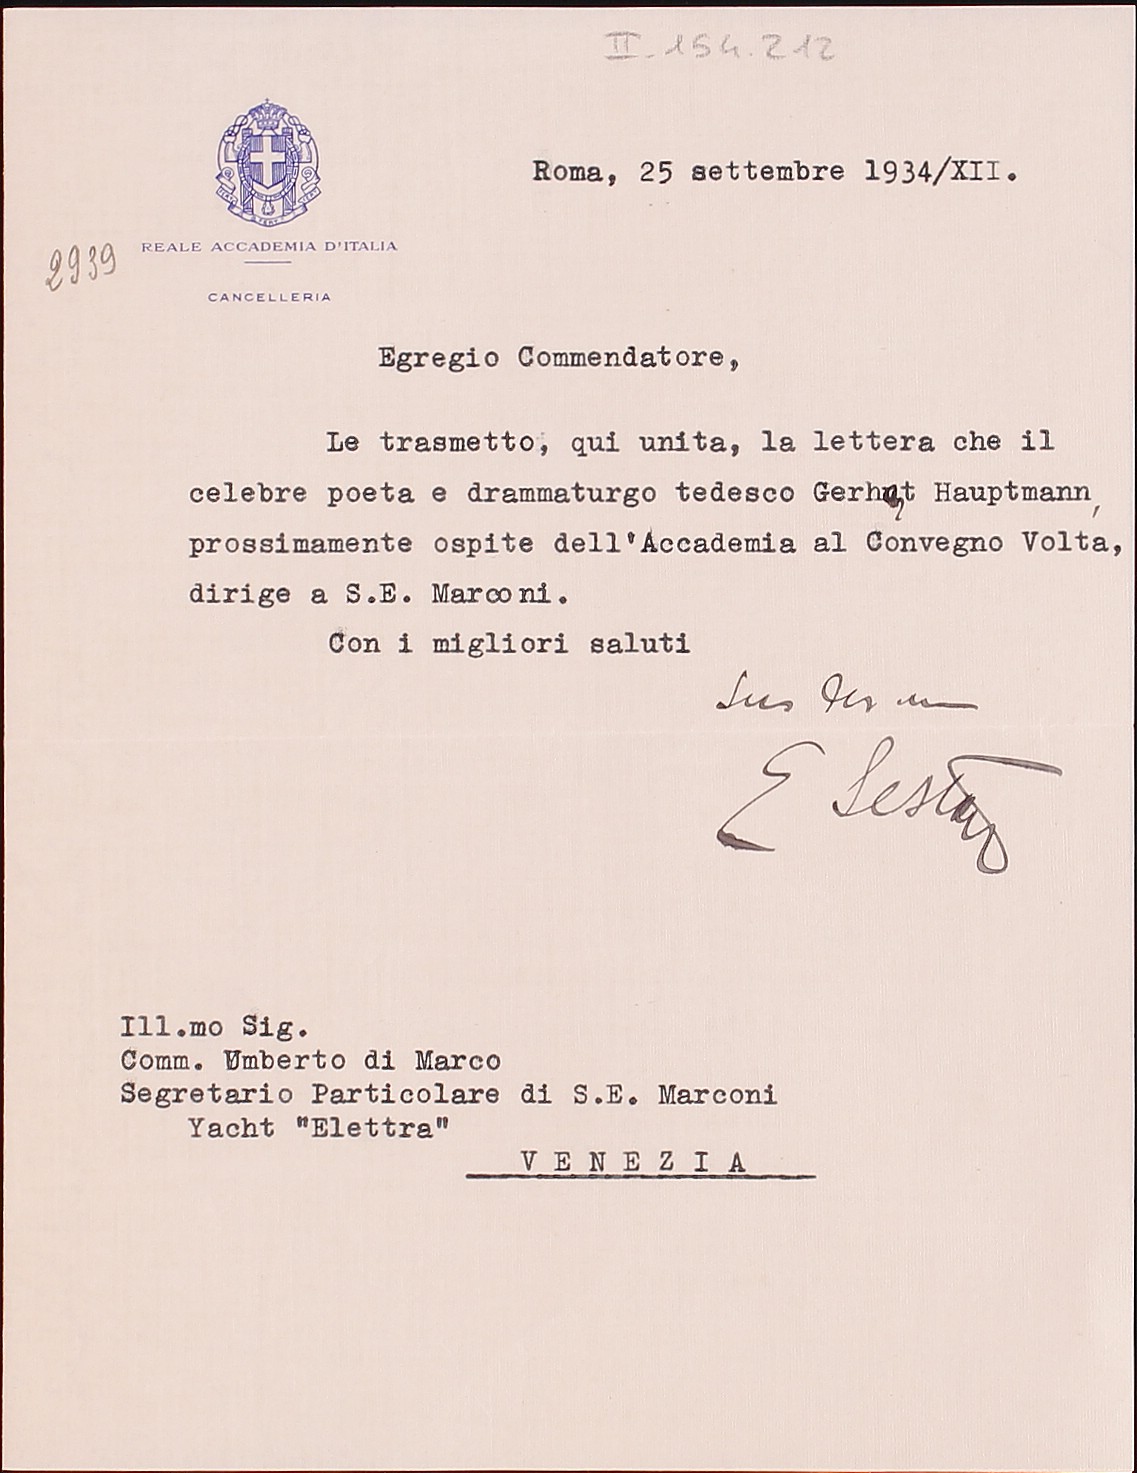 II.154.212
Roma, 25 settembre 1934/XII.
REALE ACCADEMIA D'ITALIA
2939
CANCELLERIA
Egregio Commendatore,
Le trasmetto, qui unita, la lettera che il
celebre poeta e drammaturgo tedesco Gerhart Hauptmann,
prossimamente ospite dell'Accademia al Convegno Volta,
dirige a S.E. Marconi.
Con i migliori saluti
E
Ill.mo Sig.
Comm. Umberto di Marco
Segretario Particolare di S.E. Marconi
Yacht "Elettra"
V E N E Z I A